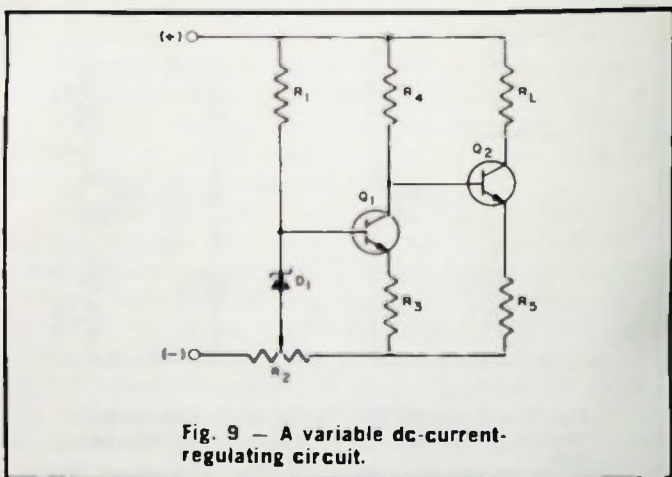 (+)
R1
R4
RL
Q2
Q1
D1
R3
R5
(-)
R2
Fig. 9 — A variable dc-current-
regulating circuit.